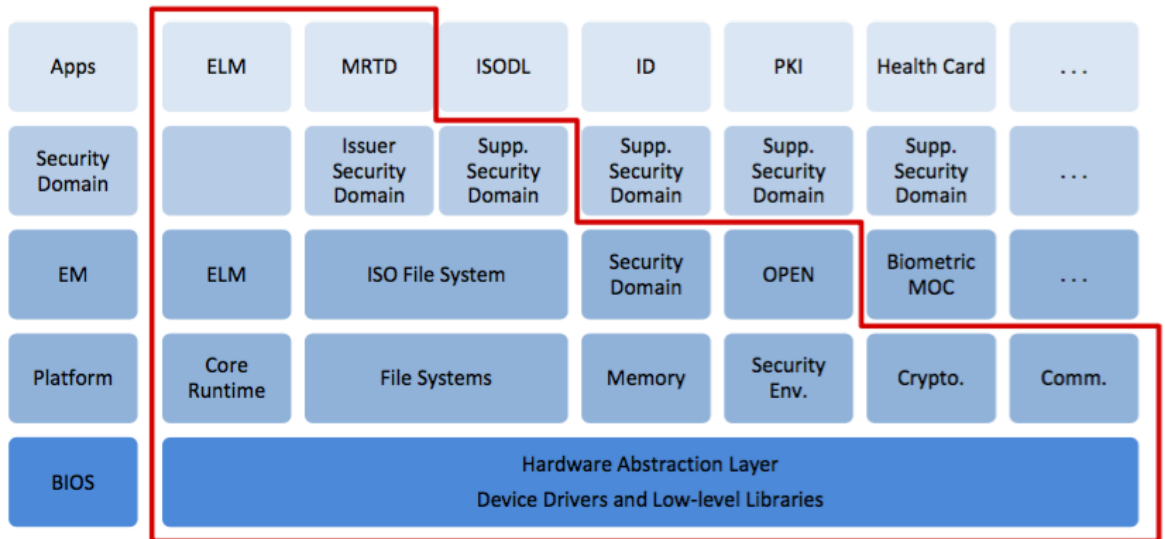 Apps
ELM
MRTD
ISODL
ID
PKI
Health Card
...
Security
Domain
Issuer
Security
Domain
Supp.
Security
Domain
Supp.
Security
Domain
Supp.
Security
Domain
Supp.
Security
Domain
...
EM
ELM
ISO File System
Security
Domain
OPEN
Biometric
MOC
...
Platform
Core
Runtime
File Systems
Memory
Security
Env.
Crypto.
Comm.
BIOS
Hardware Abstraction Layer
Device Drivers and Low-level Libraries